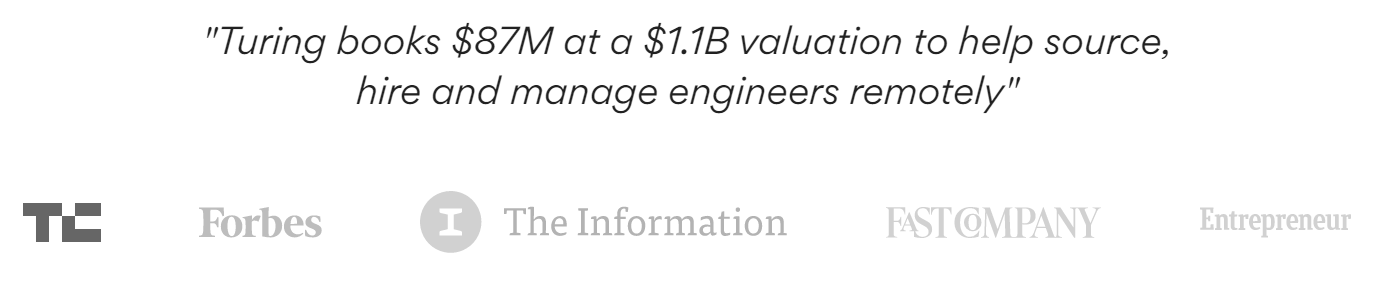 "Turing books $87M at a $1.1B valuation to help source,
hire and manage engineers remotely"
TC Forbes I The Information FAST COMPANY Entrepreneur